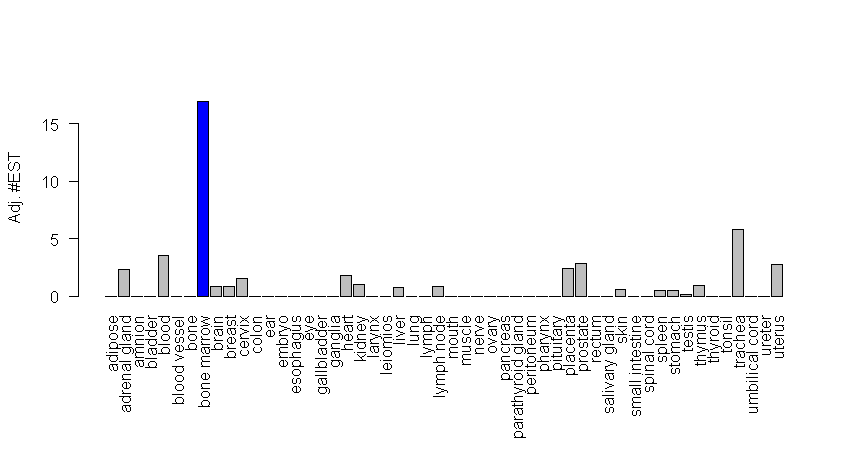 Adj. #EST
15
10
5
0
adipose
adrenal gland
amnion
bladder
blood
blood vessel
bone
bone marrow
brain
breast
cervix
colon
ear
embryo
esophagus
eye
gallbladder
ganglia
heart
kidney
larynx
leiomios
liver
lung
lymph
lymph node
mouth
muscle
nerve
ovary
pancreas
parathyroid gland
peritoneum
pharynx
pituitary
placenta
prostate
rectum
salivary gland
skin
small intestine
spinal cord
spleen
stomach
testis
thymus
thyroid
tonsil
trachea
umbilical cord
ureter
uterus